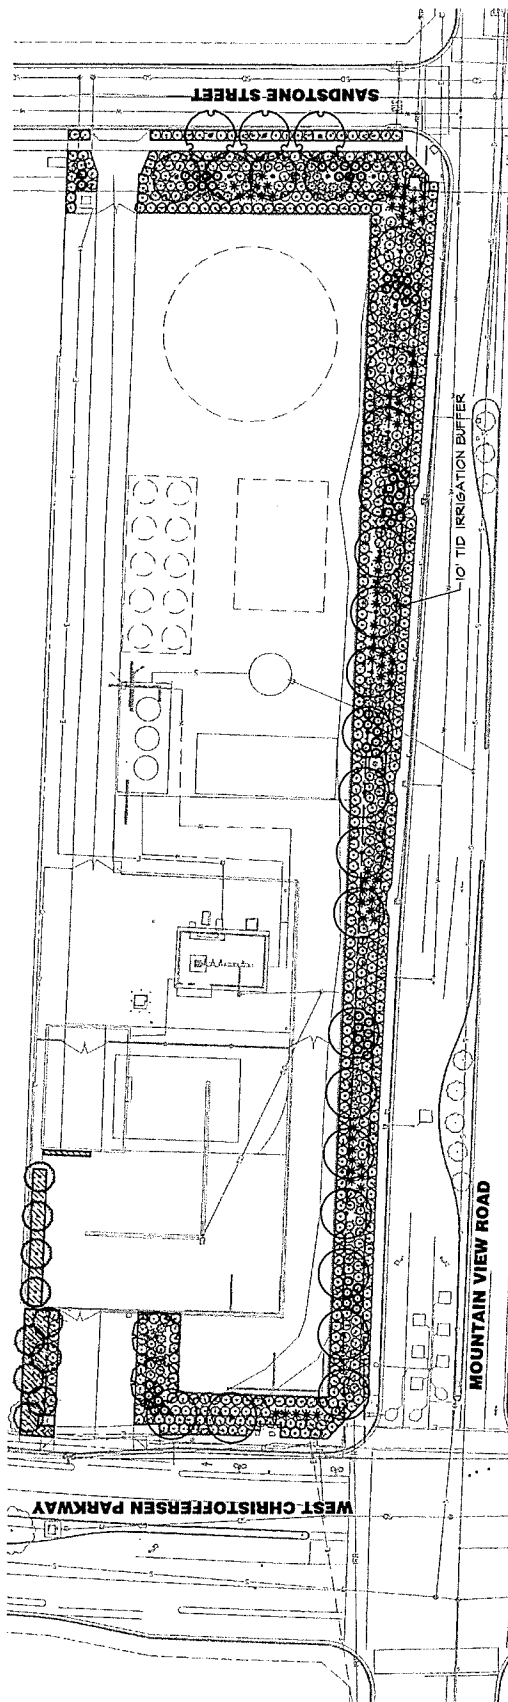 SANDSTONE STREET
10' TID IRRIGATION BUFFER
MOUNTAIN VIEW ROAD
WEST CHRISTOFFERSEN PARKWAY